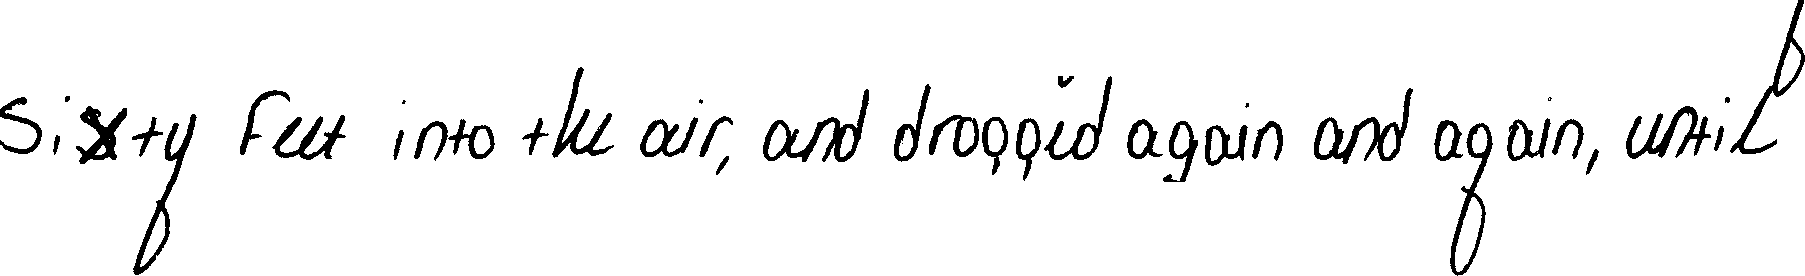 Sixty feet into the air, and dropped again and again, until